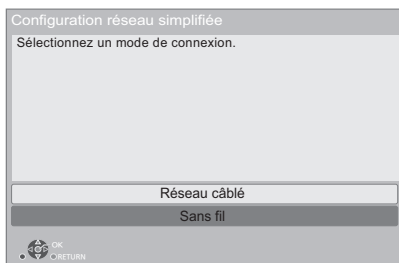 Configuration réseau simplifiée
Sélectionnez un mode de connexion.
Réseau câblé
Sans fil
OK
RETURN